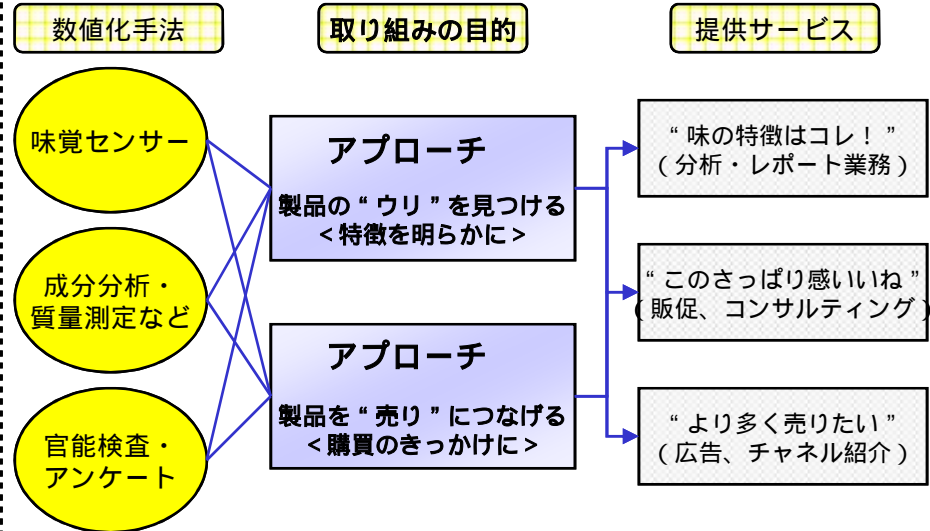 数値化手法
取り組みの目的
提供サービス
味覚センサー
成分分析・
質量測定など
官能検査・
アンケート
アプローチ
製品の“ウリ”を見つける
<特徴を明らかに>
アプローチ
製品を“売り”につなげる
<購買のきっかけに>
“味の特徴はコレ！”
(分析・レポート業務)
“このさっぱり感いいね”
(販促、コンサルティング)
“より多く売りたい”
(広告、チャネル紹介)